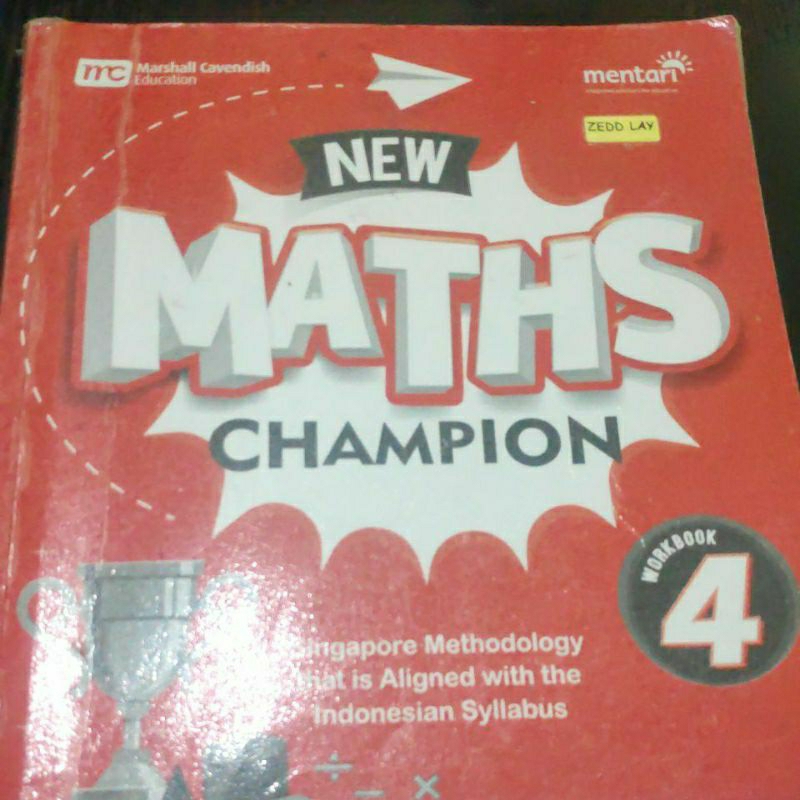 mc Marshall Cavendish
Education
mentari
ZEDD LAY
NEW
MATHS
CHAMPION
WORKBOOK
4
Singapore Methodology
that is Aligned with the
Indonesian Syllabus
÷
− ×